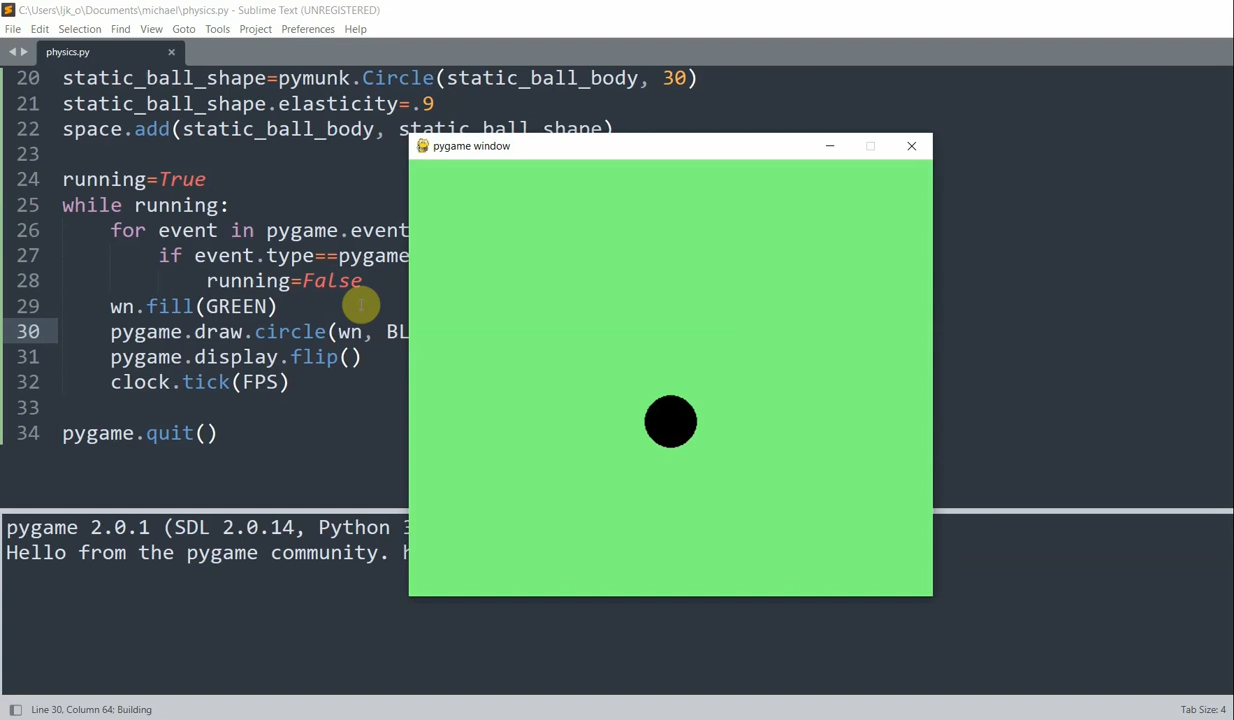 C:\Users\ljk_o\Documents\michael\physics.py - Sublime Text (UNREGISTERED)
File Edit Selection Find View Goto Tools Project Preferences Help
physics.py
20 static_ball_shape=pymunk.Circle(static_ball_body, 30)
21 static_ball_shape.elasticity=.9
22 space.add(static_ball_body, static_ball_shape)
pygame window
23
24 running=True
25 while running:
26 for event in pygame.event
27 if event.type==pygame
28 running=False
29 wn.fill(GREEN)
30 pygame.draw.circle(wn, BL
31 pygame.display.flip()
32 clock.tick(FPS)
33
34 pygame.quit()
pygame 2.0.1 (SDL 2.0.14, Python
Hello from the pygame community.
Line 30, Column 64; Building
Tab Size: 4